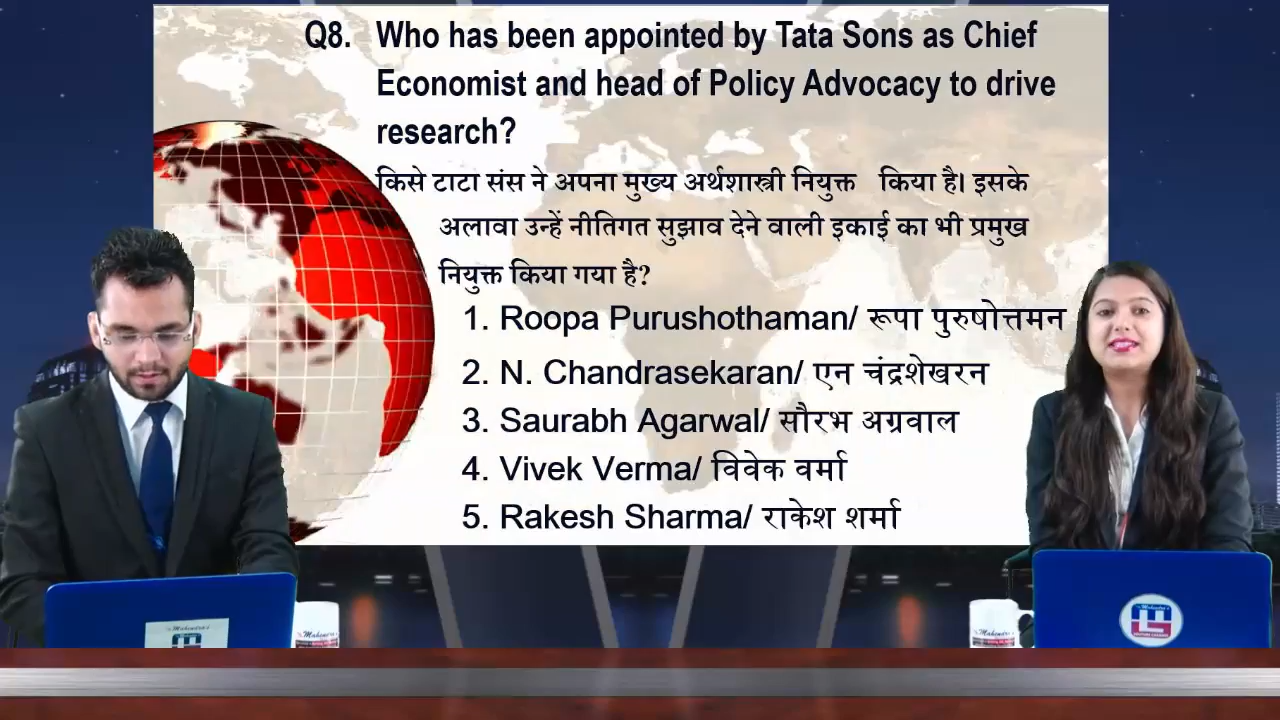 Q8. Who has been appointed by Tata Sons as Chief
Economist and head of Policy Advocacy to drive
research?
किसे टाटा संस ने अपना मुख्य अर्थशास्त्री नियुक्त किया है। इसके
अलावा उन्हें नीतिगत सुझाव देने वाली इकाई का भी प्रमुख
नियुक्त किया गया है?
1. Roopa Purushothaman/ रूपा पुरुषोत्तमन
2. N. Chandrasekaran/ एन चंद्रशेखरन
3. Saurabh Agarwal/ सौरभ अग्रवाल
4. Vivek Verma/ विवेक वर्मा
5. Rakesh Sharma/ राकेश शर्मा